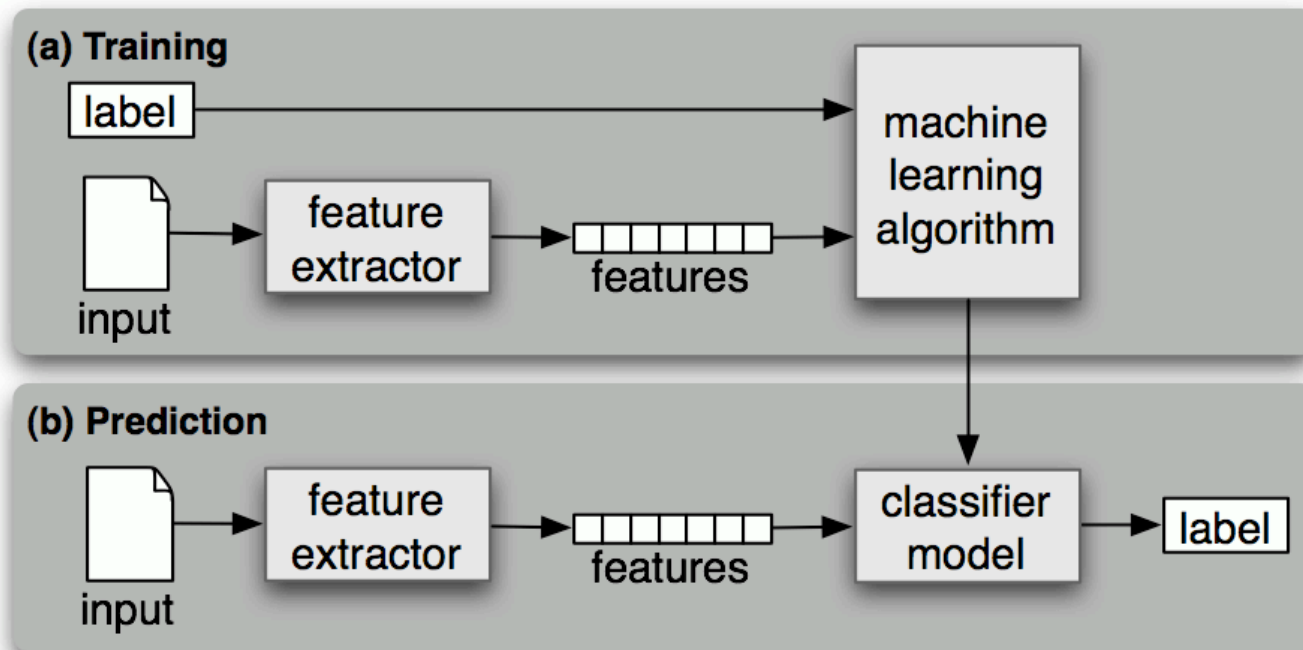 (a) Training
label
machine
learning
algorithm
feature
extractor
features
input
(b) Prediction
feature
extractor
features
classifier
model
label
input